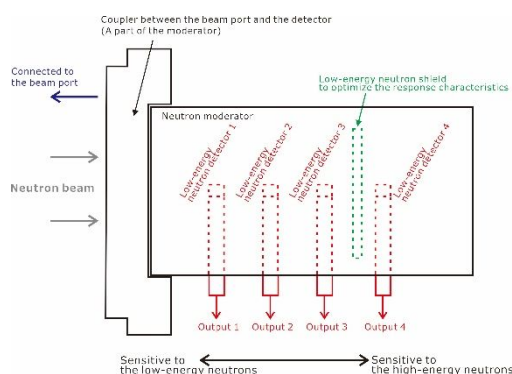 Coupler between the beam port and the detector
(A part of the moderator)
Connected to
the beam port
Low-energy neutron shield
to optimize the response characteristics
Neutron moderator
Low-energy
neutron detector 1
Low-energy
neutron detector 2
Low-energy
neutron detector 3
Low-energy
neutron detector 4
Neutron beam
Output 1
Output 2
Output 3
Output 4
Sensitive to
the low-energy neutrons
Sensitive to
the high-energy neutrons